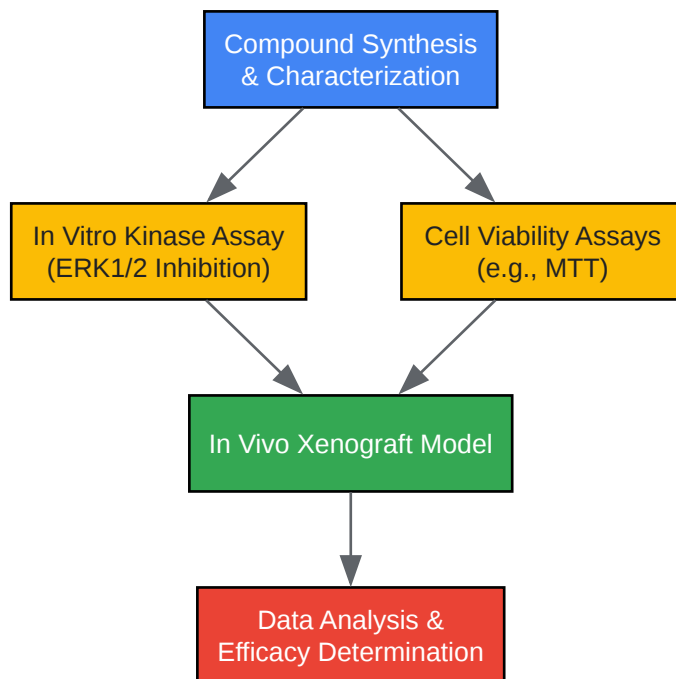 Compound Synthesis
& Characterization
In Vitro Kinase Assay
(ERK1/2 Inhibition)
Cell Viability Assays
(e.g., MTT)
In Vivo Xenograft Model
Data Analysis &
Efficacy Determination